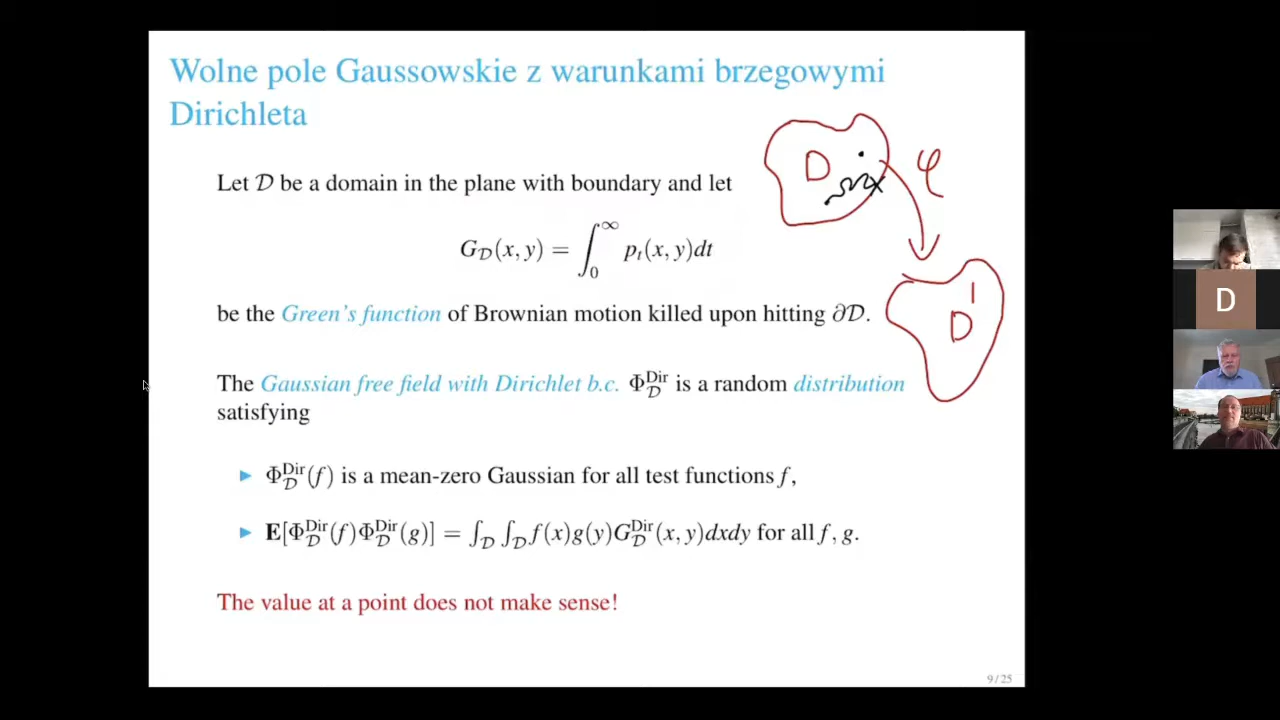 Wolne pole Gaussowskie z warunkami brzegowymi
Dirichleta
Let 𝒟 be a domain in the plane with boundary and let
G_𝒟(x, y) = ∫_0^∞ p_t(x, y)dt
be the Green's function of Brownian motion killed upon hitting ∂𝒟.
The Gaussian free field with Dirichlet b.c. Φ_𝒟^Dir is a random distribution
satisfying
▶ Φ_𝒟^Dir(f) is a mean-zero Gaussian for all test functions f,
▶ E[Φ_𝒟^Dir(f)Φ_𝒟^Dir(g)] = ∫_𝒟 ∫_𝒟 f(x)g(y)G_𝒟^Dir(x, y)dxdy for all f, g.
The value at a point does not make sense!
9/25
D
φ
D'
D